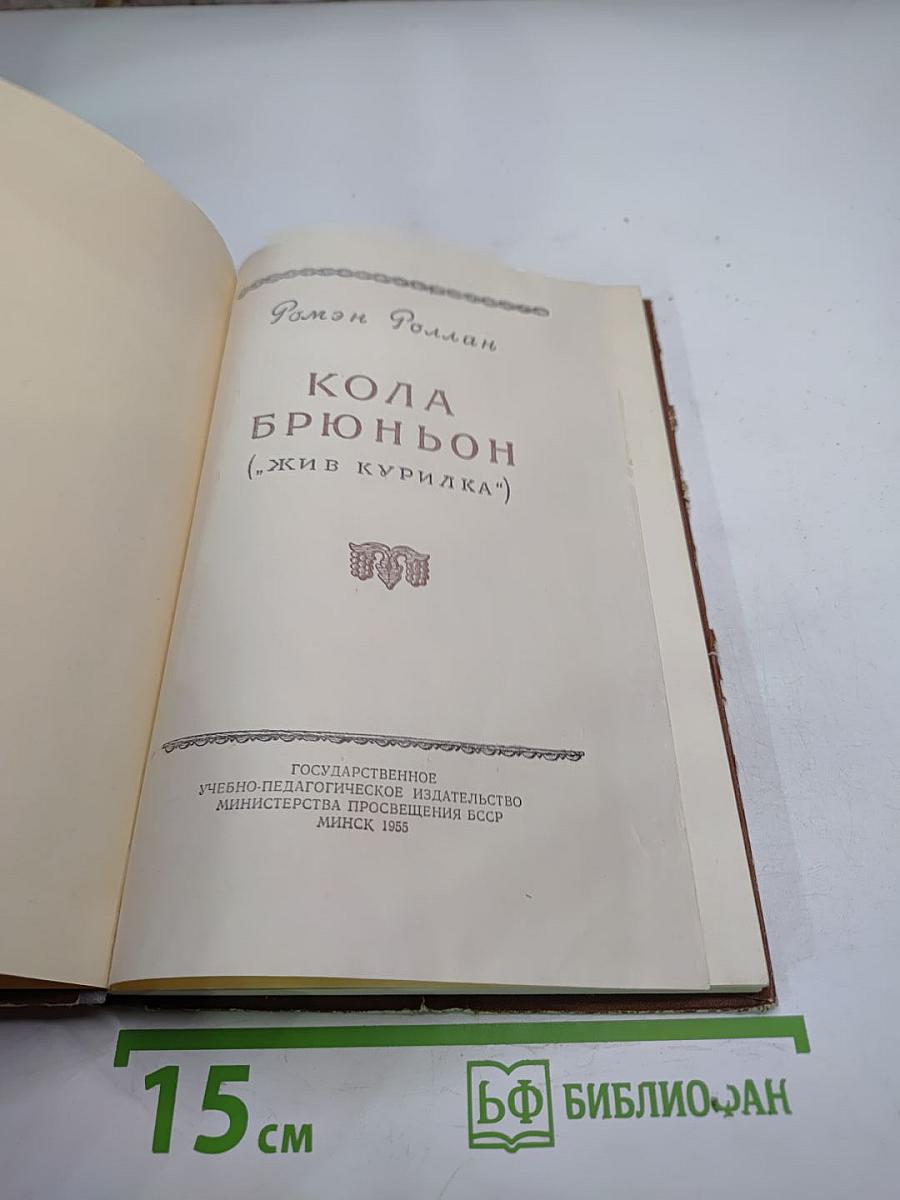 Ромэн Роллан
КОЛА
БРЮНЬОН
(„ЖИВ КУРИЛКА“)
ГОСУДАРСТВЕННОЕ
УЧЕБНО-ПЕДАГОГИЧЕСКОЕ ИЗДАТЕЛЬСТВО
МИНИСТЕРСТВА ПРОСВЕЩЕНИЯ БССР
МИНСК 1955
15 см
БФ БИБЛИОФАН